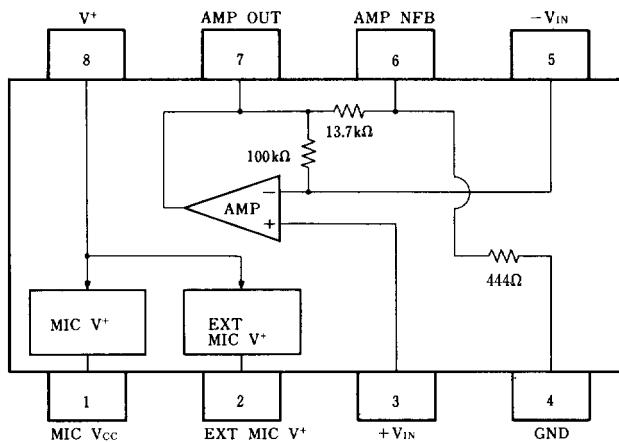 V⁺ AMP OUT AMP NFB −VIN
8 7 6 5
13.7kΩ
100kΩ
−
AMP
+
444Ω
MIC V⁺
EXT
MIC V⁺
1 2 3 4
MIC VCC EXT MIC V⁺ +VIN GND